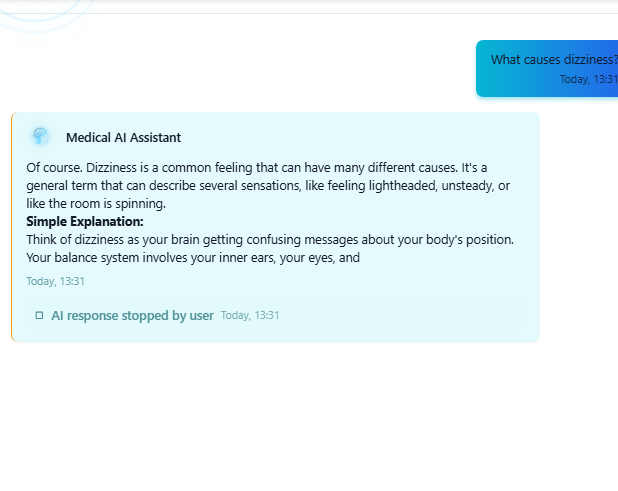 What causes dizziness?
Today, 13:31
Medical AI Assistant
Of course. Dizziness is a common feeling that can have many different causes. It's a
general term that can describe several sensations, like feeling lightheaded, unsteady, or
like the room is spinning.
Simple Explanation:
Think of dizziness as your brain getting confusing messages about your body's position.
Your balance system involves your inner ears, your eyes, and
Today, 13:31
AI response stopped by user Today, 13:31